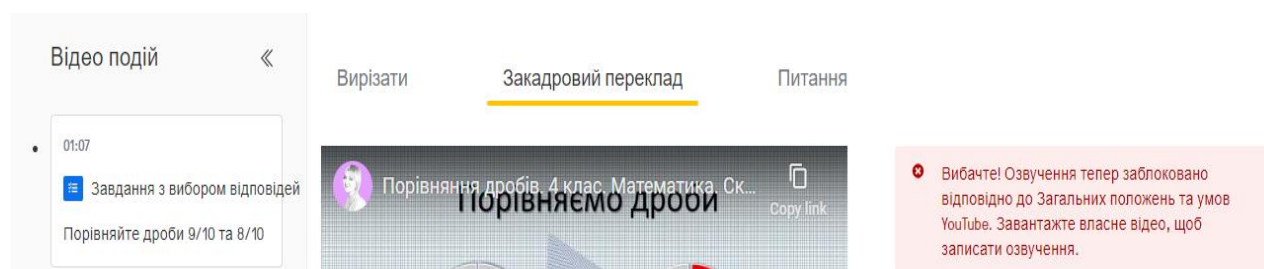 Відео подій
01:07
Завдання з вибором відповідей
Порівняйте дроби 9/10 та 8/10
Вирізати
Закадровий переклад
Питання
Порівняння дробів. 4 клас. Математика. Ск...
Copy link
Порівняємо дроби
Вибачте! Озвучення тепер заблоковано
відповідно до Загальних положень та умов
YouTube. Завантажте власне відео, щоб
записати озвучення.